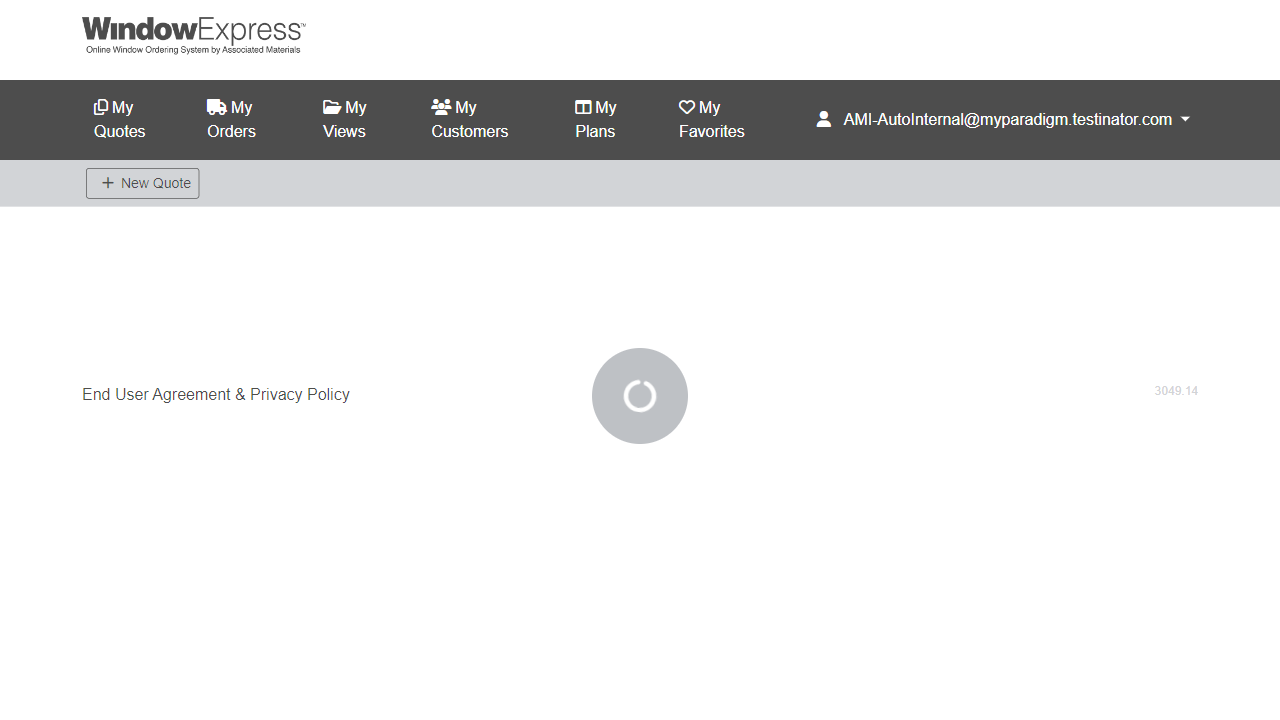 WindowExpress™
Online Window Ordering System by Associated Materials
My Quotes
My Orders
My Views
My Customers
My Plans
My Favorites
AMI-AutoInternal@myparadigm.testinator.com
New Quote
End User Agreement & Privacy Policy
3049.14